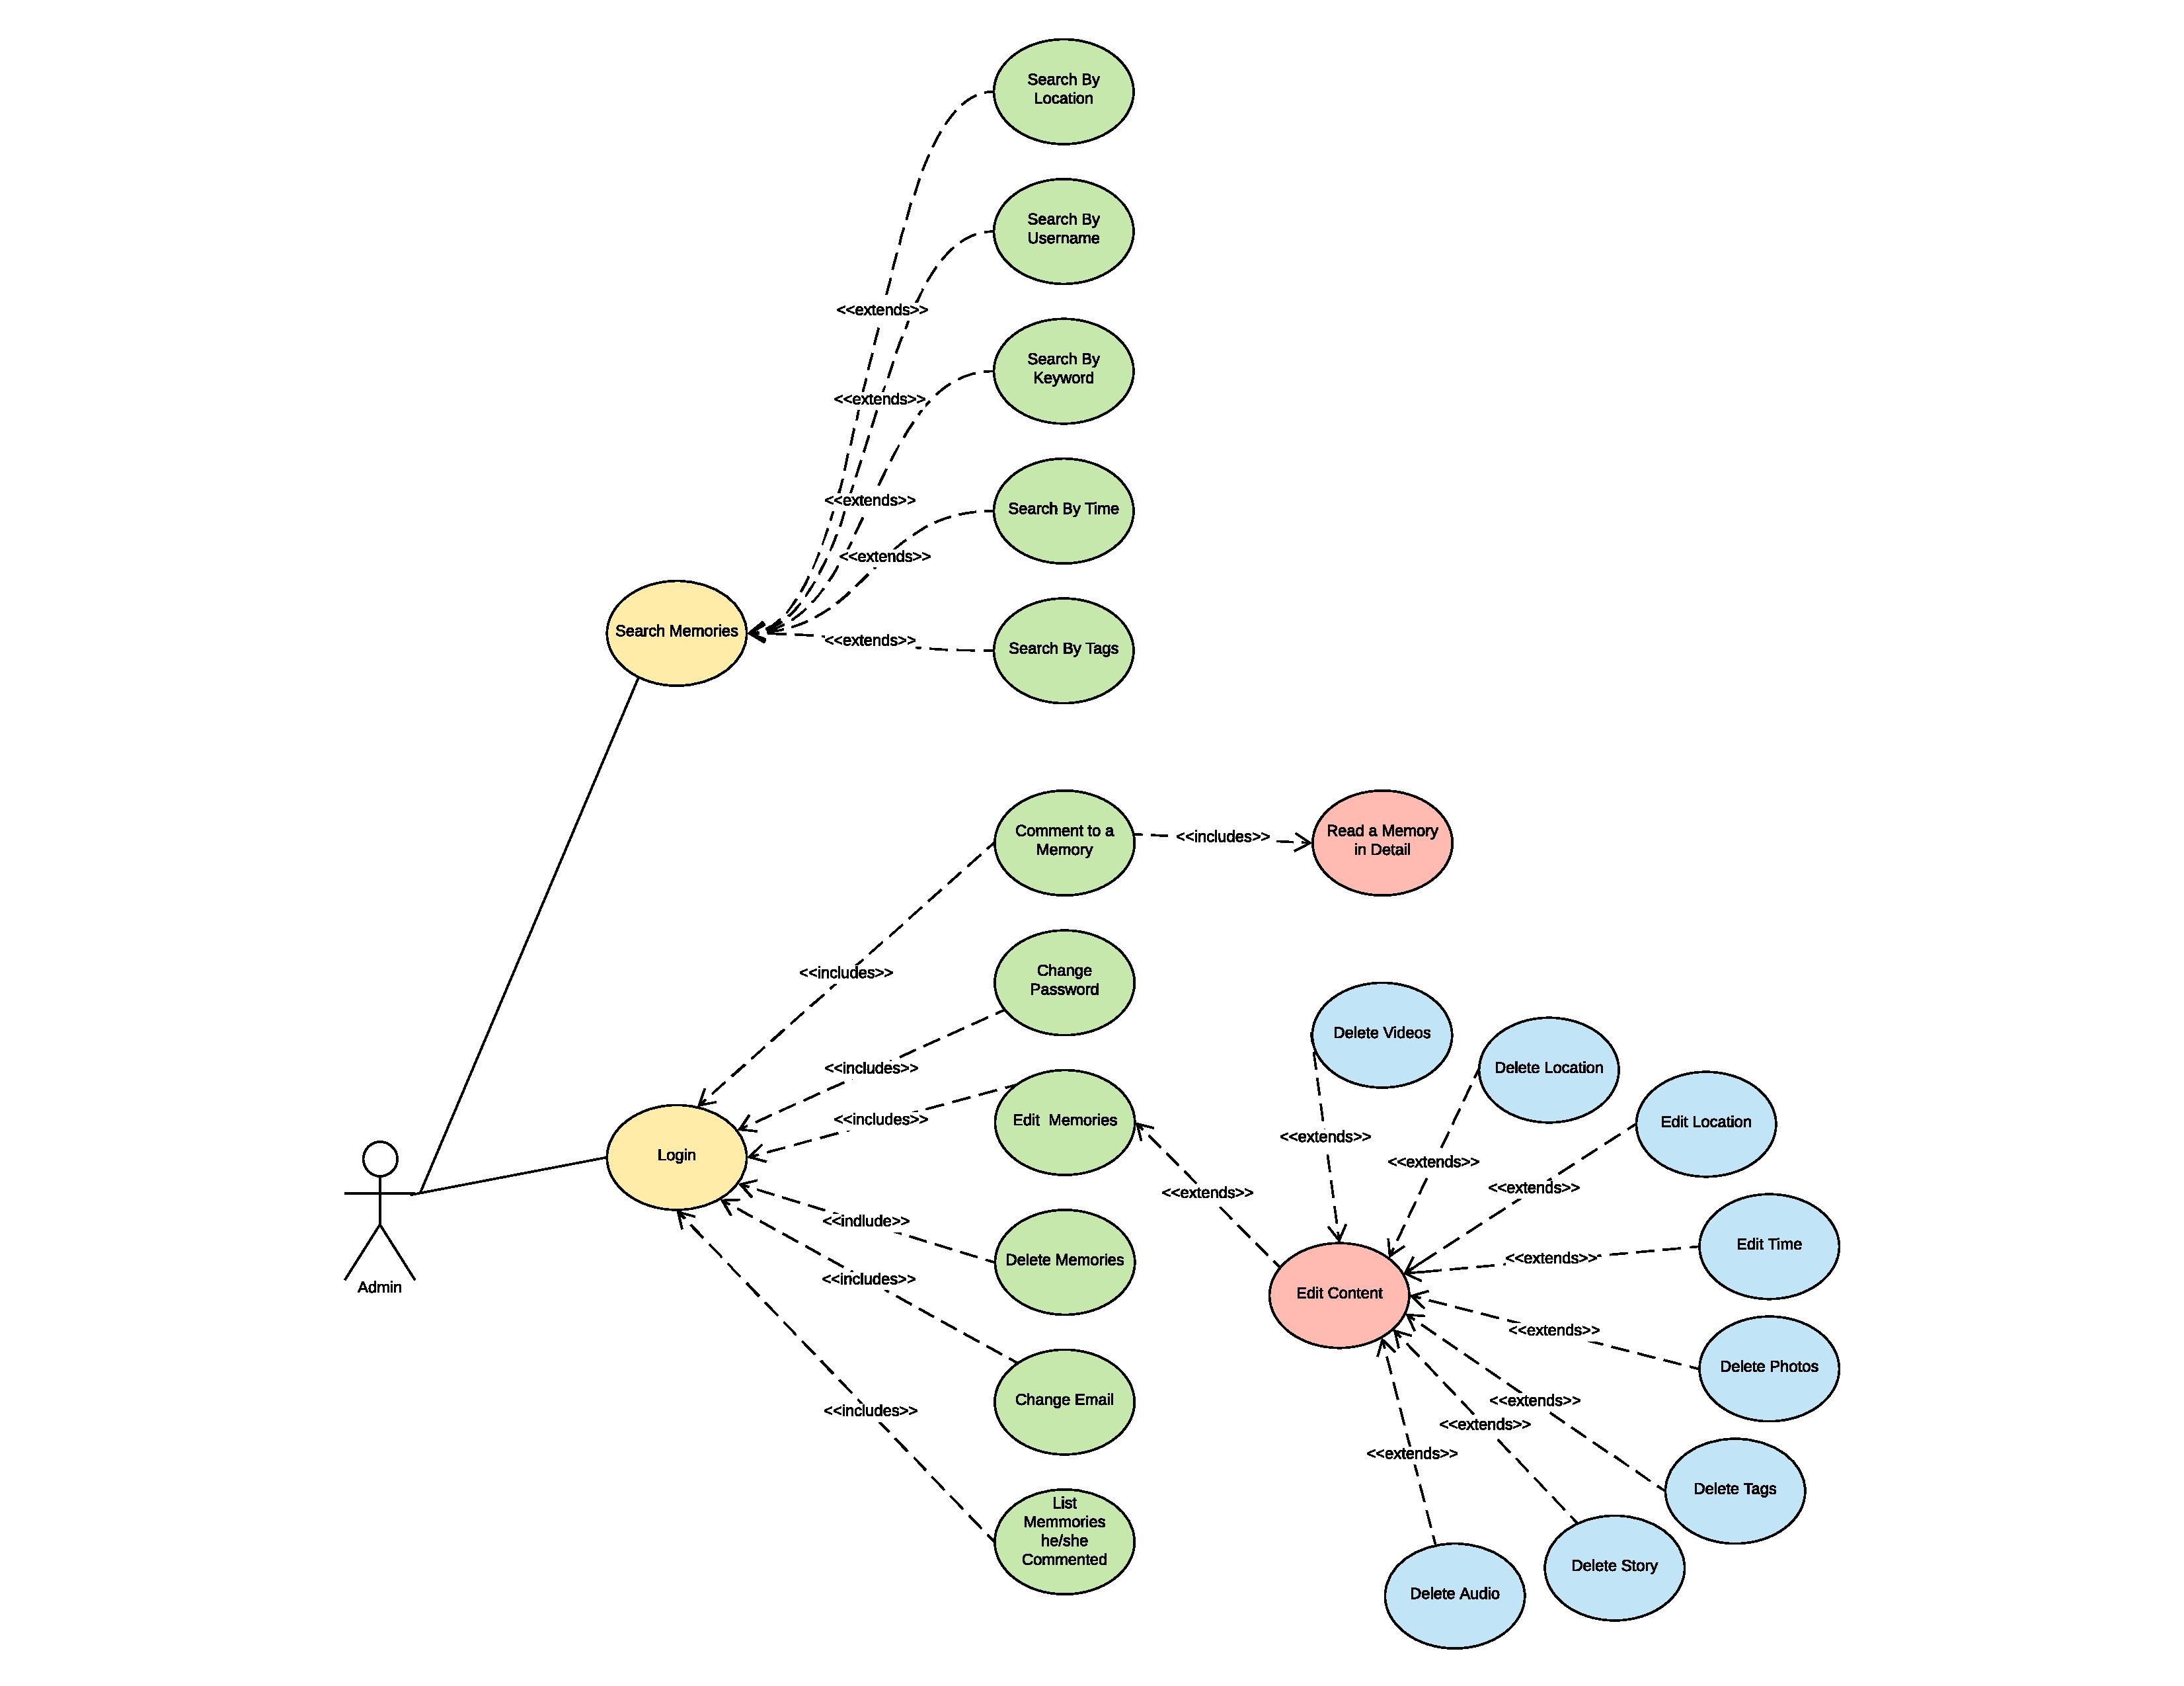 Search By
Location
Search By
Username
<<extends>>
Search By
Keyword
<<extends>>
<<extends>>
Search By Time
<<extends>>
Search Memories
<<extends>>
Search By Tags
Comment to a
Memory
<<includes>>
Read a Memory
in Detail
<<includes>>
Change
Password
Delete Videos
<<includes>>
Delete Location
<<includes>>
Edit  Memories
Edit Location
<<extends>>
Login
<<extends>>
<<extends>>
<<extends>>
<<indlude>>
Delete Memories
<<extends>>
Edit Time
Admin
<<includes>>
Edit Content
<<extends>>
Delete Photos
Change Email
<<extends>>
<<includes>>
<<extends>>
<<extends>>
Delete Tags
List
Memmories
he/she
Commented
Delete Story
Delete Audio